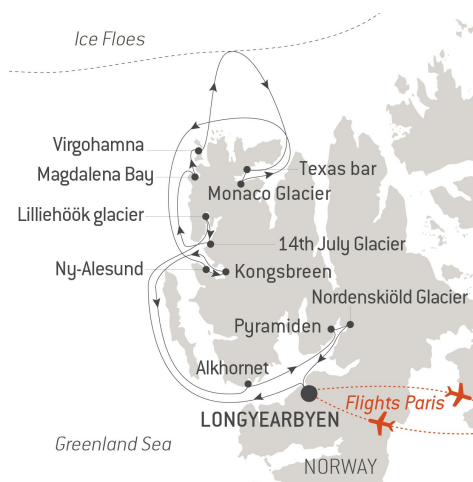 Ice Floes
Virgohamna
Magdalena Bay
Texas bar
Monaco Glacier
Lilliehöök glacier
14th July Glacier
Ny-Alesund
Kongsbreen
Nordenskiöld Glacier
Pyramiden
Alkhornet
Flights Paris
LONGYEARBYEN
Greenland Sea
NORWAY